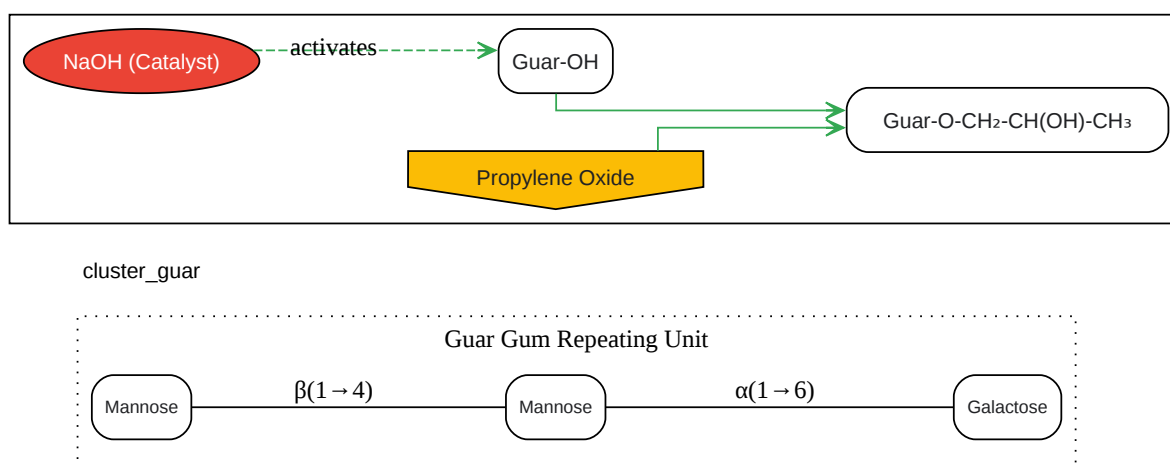 NaOH (Catalyst)
activates
Guar-OH
Guar-O-CH₂-CH(OH)-CH₃
Propylene Oxide
cluster_guar
Guar Gum Repeating Unit
Mannose
β(1→4)
Mannose
α(1→6)
Galactose